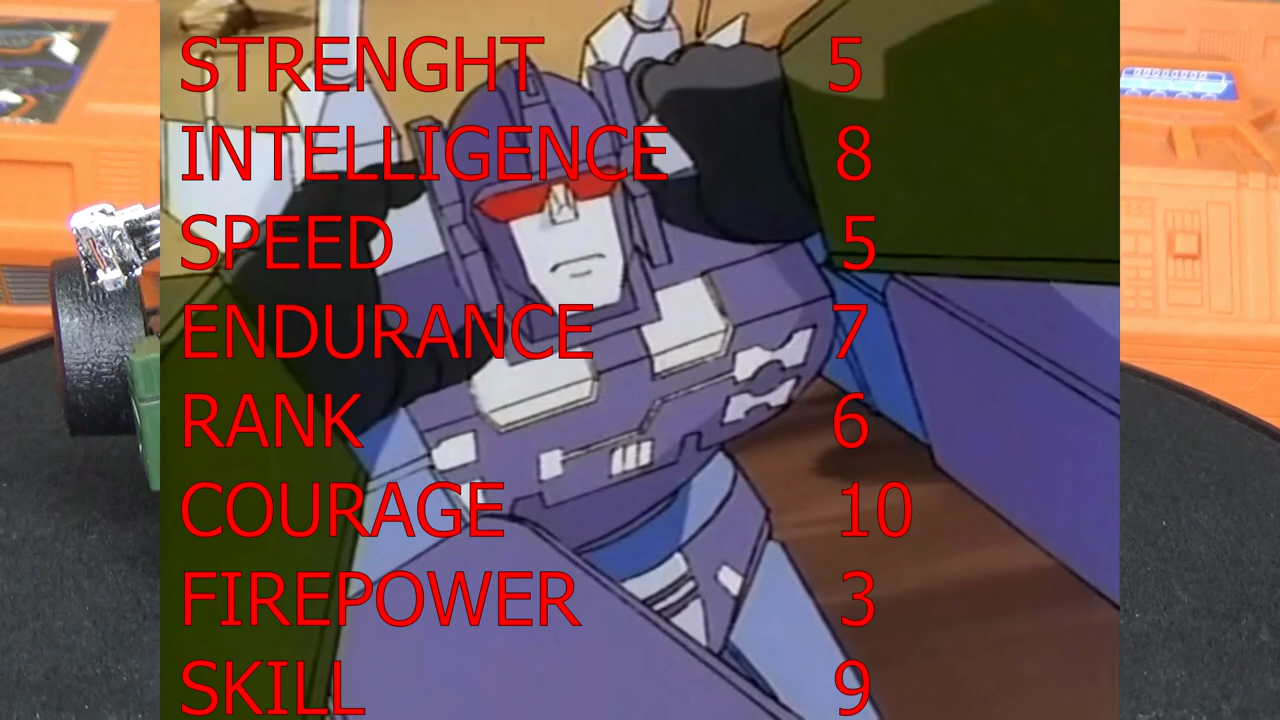 STRENGHT 5
INTELLIGENCE 8
SPEED 5
ENDURANCE 7
RANK 6
COURAGE 10
FIREPOWER 3
SKILL 9